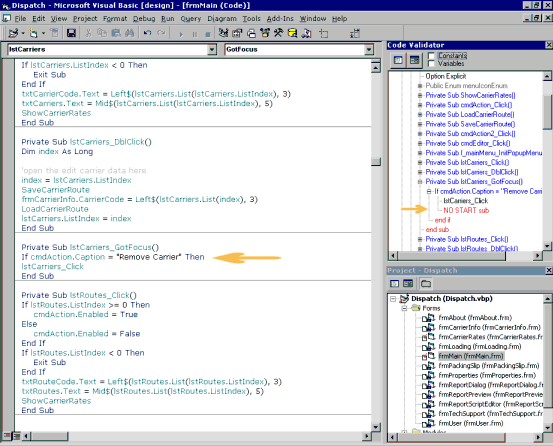 Dispatch - Microsoft Visual Basic [design] - [frmMain (Code)]
File Edit View Project Format Debug Run Query Diagram Tools Add-Ins Window Help
lstCarriers
GotFocus
If lstCarriers.ListIndex < 0 Then
Exit Sub
End If
txtCarrierCode.Text = Left$(lstCarriers.List(lstCarriers.ListIndex), 3)
txtCarriers.Text = Mid$(lstCarriers.List(lstCarriers.ListIndex), 5)
ShowCarrierRates
End Sub
Private Sub lstCarriers_DblClick()
Dim index As Long
'open the edit carrier data here
index = lstCarriers.ListIndex
SaveCarrierRoute
frmCarrierInfo.CarrierCode = Left$(lstCarriers.List(index), 3)
LoadCarrierRoute
lstCarriers.ListIndex = index
End Sub
Private Sub lstCarriers_GotFocus()
If cmdAction.Caption = "Remove Carrier" Then
lstCarriers_Click
End Sub
Private Sub lstRoutes_Click()
If lstRoutes.ListIndex >= 0 Then
cmdAction.Enabled = True
Else
cmdAction.Enabled = False
End If
If lstRoutes.ListIndex < 0 Then
Exit Sub
End If
txtRouteCode.Text = Left$(lstRoutes.List(lstRoutes.ListIndex), 3)
txtRoutes.Text = Mid$(lstRoutes.List(lstRoutes.ListIndex), 5)
ShowCarrierRates
End Sub
Code Validator
Constants
Variables
Option Explicit
Public Enum menuIconEnum
Private Sub ShowCarrierRates()
Private Sub cmdAction_Click()
Private Sub LoadCarrierRoute()
Private Sub SaveCarrierRoute()
Private Sub cmdAction2_Click()
Private Sub cmdEditor_Click()
Private Sub I_mainMenu_InitPopupMenu
Private Sub lstCarriers_Click()
Private Sub lstCarriers_DblClick()
Private Sub lstCarriers_GotFocus()
If cmdAction.Caption = "Remove Carri
lstCarriers_Click
NO START sub
end if
end sub
Private Sub lstRoutes_Click()
Private Sub lstRoutes_DblClick()
Project - Dispatch
Dispatch (Dispatch.vbp)
Forms
frmAbout (frmAbout.frm)
frmCarrierInfo (frmCarrierInfo.frm)
frmCarrierRates (frmCarrierRates.fr
frmLoading (frmLoading.frm)
frmMain (frmMain.frm)
frmPackingSlip (frmPackingSlip.frm)
frmProperties (frmProperties.frm)
frmReportDialog (frmReportDialog.fr
frmReportPreview (frmReportPreview
frmReportScriptEditor (frmReportScr
frmTechSupport (frmTechSupport.frm)
frmUser (frmUser.frm)
Modules